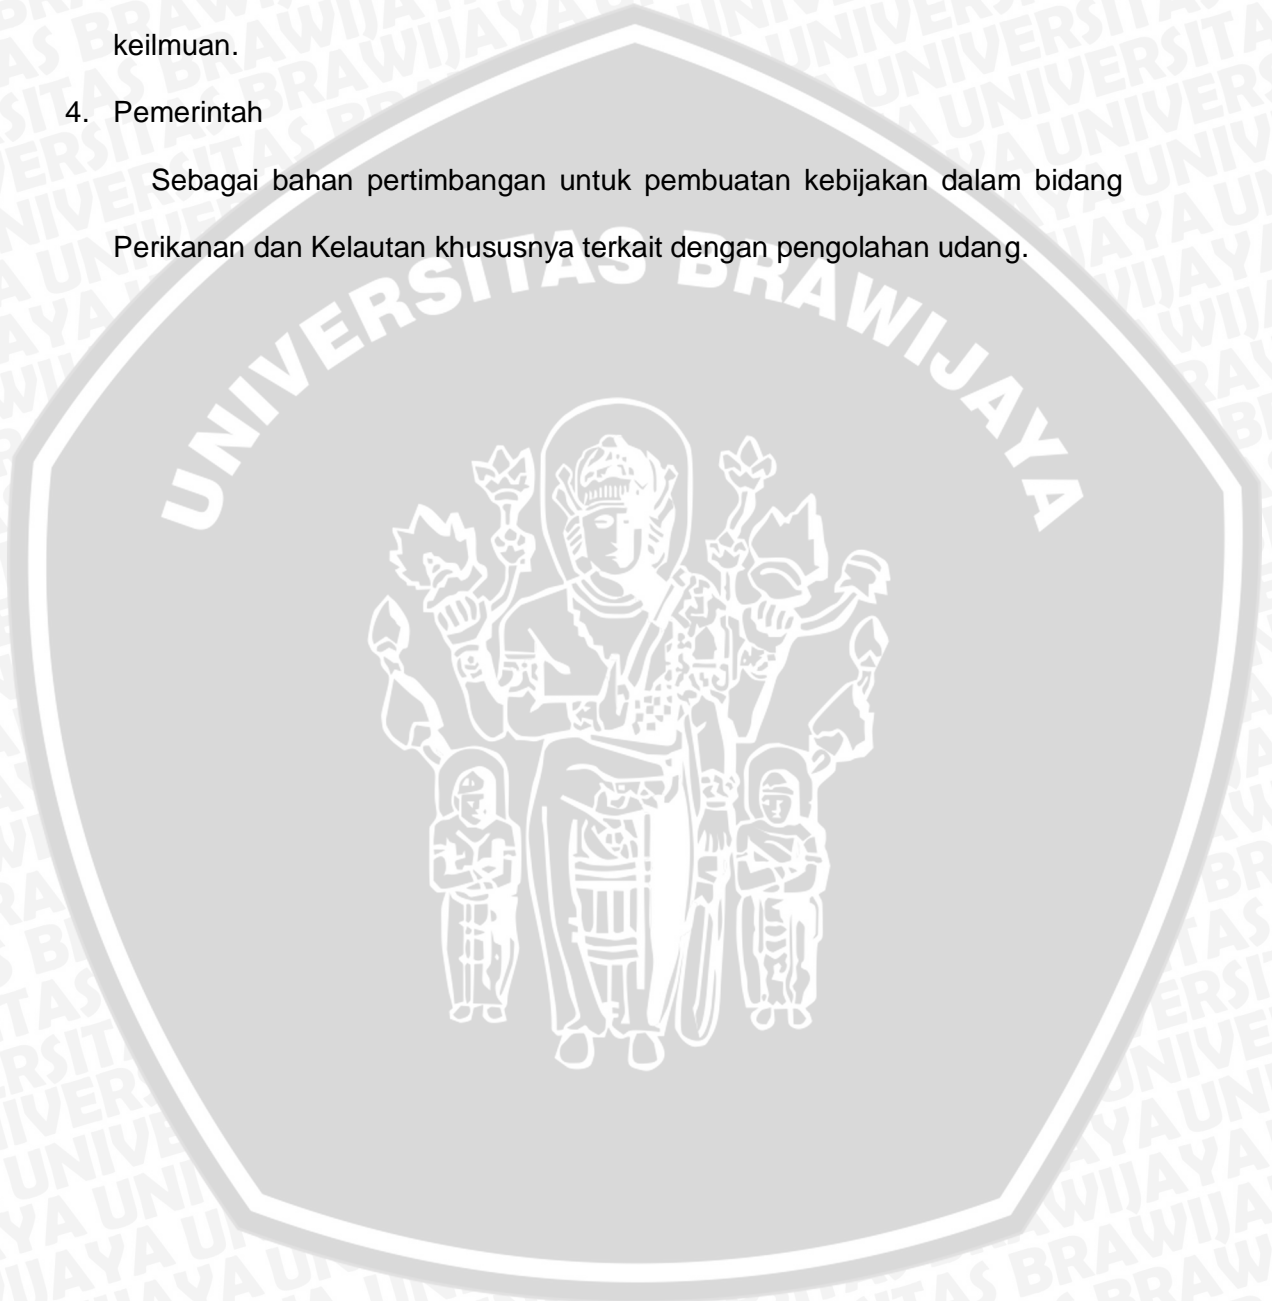 keilmuan.
4. Pemerintah
Sebagai bahan pertimbangan untuk pembuatan kebijakan dalam bidang
Perikanan dan Kelautan khususnya terkait dengan pengolahan udang.
UNIVERSITAS BRAWIJAYA